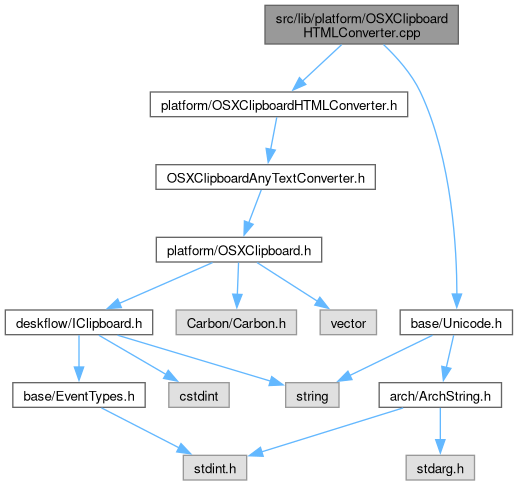 src/lib/platform/OSXClipboard
HTMLConverter.cpp
platform/OSXClipboardHTMLConverter.h
OSXClipboardAnyTextConverter.h
platform/OSXClipboard.h
deskflow/IClipboard.h
Carbon/Carbon.h
vector
base/Unicode.h
base/EventTypes.h
cstdint
string
arch/ArchString.h
stdint.h
stdarg.h